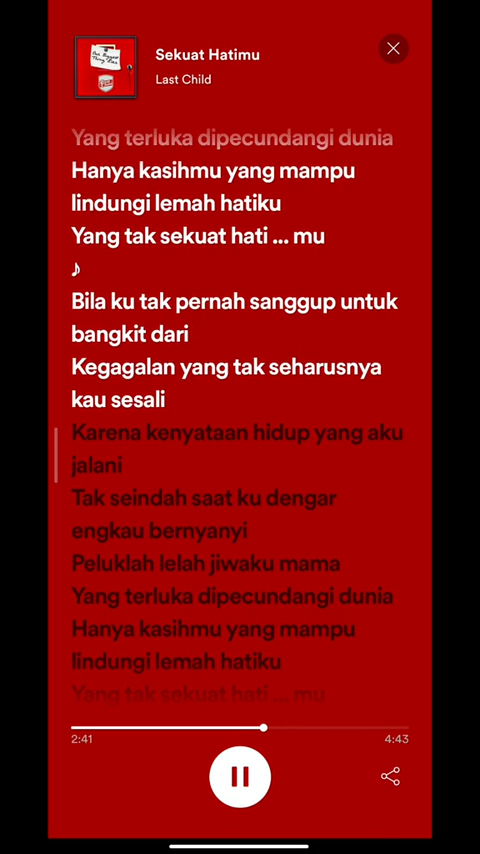 Sekuat Hatimu
Last Child
Yang terluka dipecundangi dunia
Hanya kasihmu yang mampu
lindungi lemah hatiku
Yang tak sekuat hati ... mu
♪
Bila ku tak pernah sanggup untuk
bangkit dari
Kegagalan yang tak seharusnya
kau sesali
Karena kenyataan hidup yang aku
jalani
Tak seindah saat ku dengar
engkau bernyanyi
Peluklah lelah jiwaku mama
Yang terluka dipecundangi dunia
Hanya kasihmu yang mampu
lindungi lemah hatiku
Yang tak sekuat hati ... mu
2:41
4:43